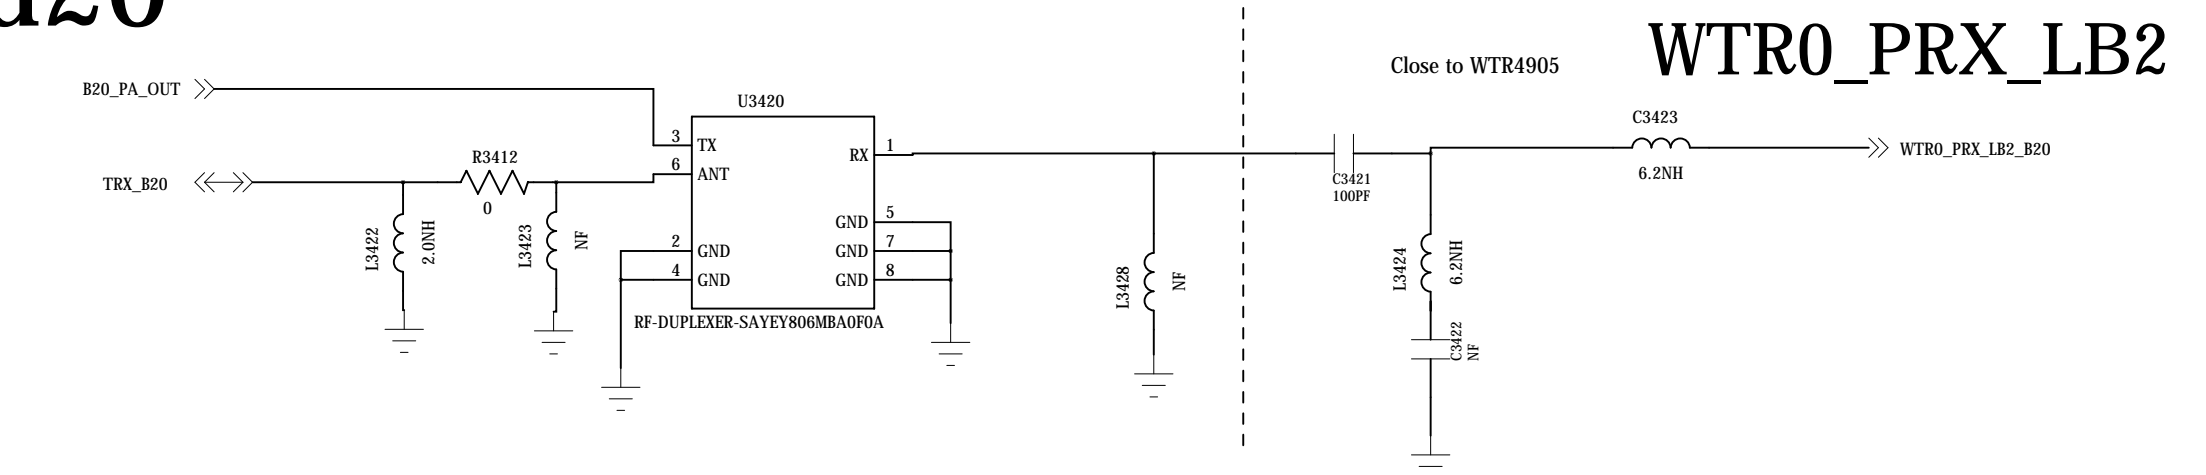 WTR0_PRX_LB2
Close to WTR4905
B20_PA_OUT
U3420
C3423
3
TX
1
RX
WTR0_PRX_LB2_B20
R3412
6
ANT
6.2NH
TRX_B20
C3421
100PF
0
5
GND
L3422
2.0NH
L3423
NF
2
GND
7
GND
L3424
6.2NH
4
GND
8
GND
L3428
NF
RF-DUPLEXER-SAYEY806MBA0F0A
C3422
NF